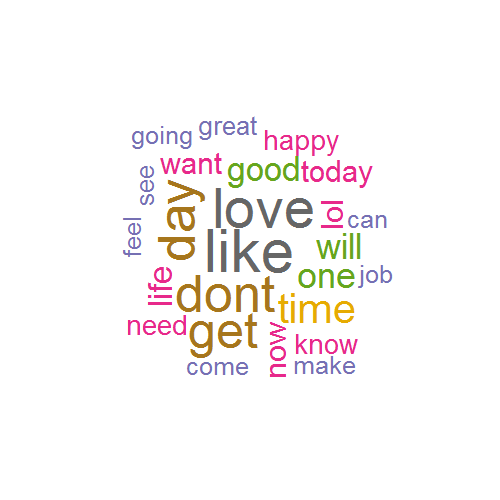 going great
happy
see want good today
day love lol can
feel like will
life dont one job
need get time
now know
come make